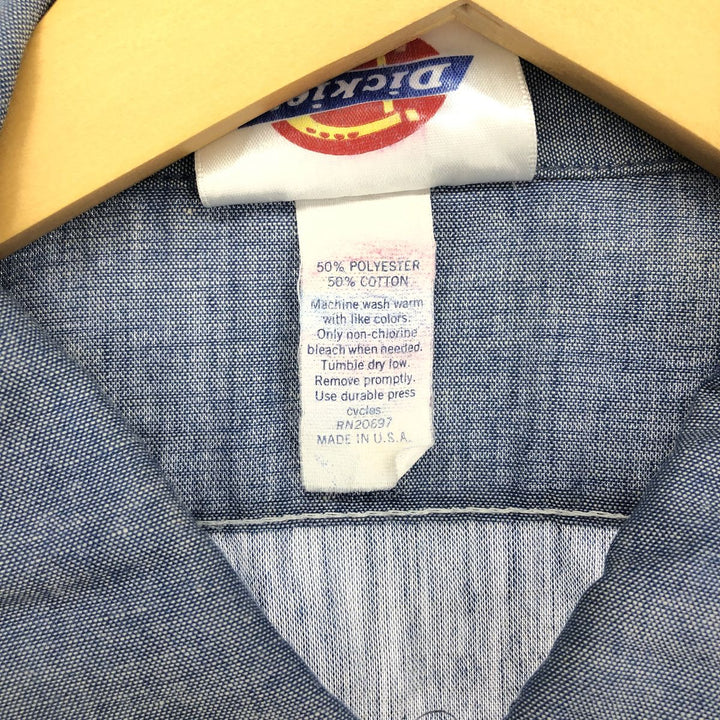 Dickie
50% POLYESTER
50% COTTON
Machine wash warm
with like colors.
Only non-chlorine
bleach when needed.
Tumble dry low.
Remove promptly.
Use durable press
cycles
RN20697
MADE IN U.S.A.